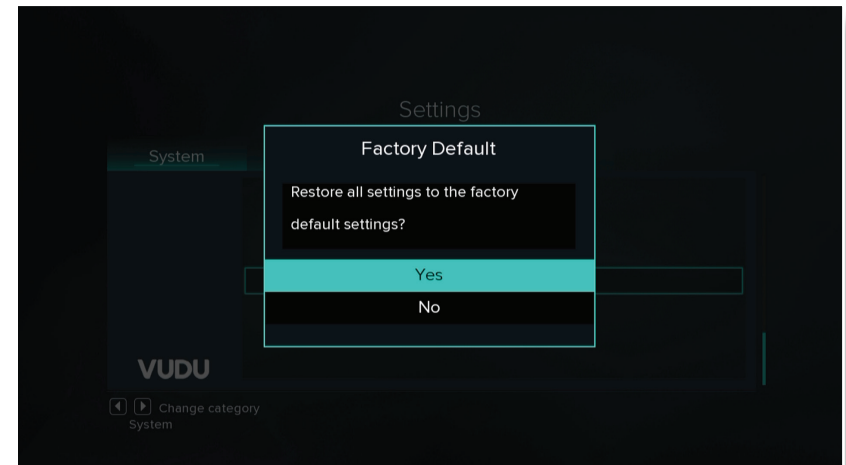 Settings
System
Factory Default
Restore all settings to the factory
default settings?
Yes
No
VUDU
Change category
System